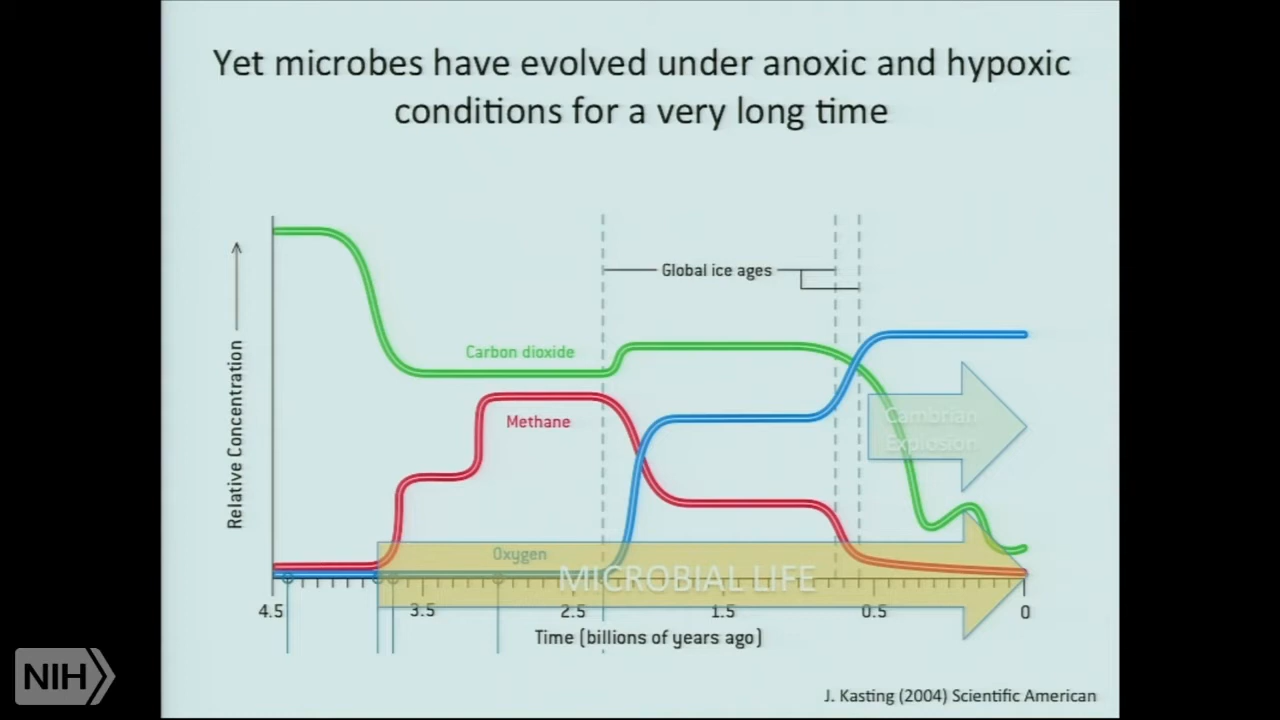 Yet microbes have evolved under anoxic and hypoxic
conditions for a very long time
Global ice ages
Carbon dioxide
Methane
Cambrian
Explosion
Relative Concentration
Oxygen
MICROBIAL LIFE
4.5 3.5 2.5 1.5 0.5 0
Time (billions of years ago)
NIH
J. Kasting (2004) Scientific American